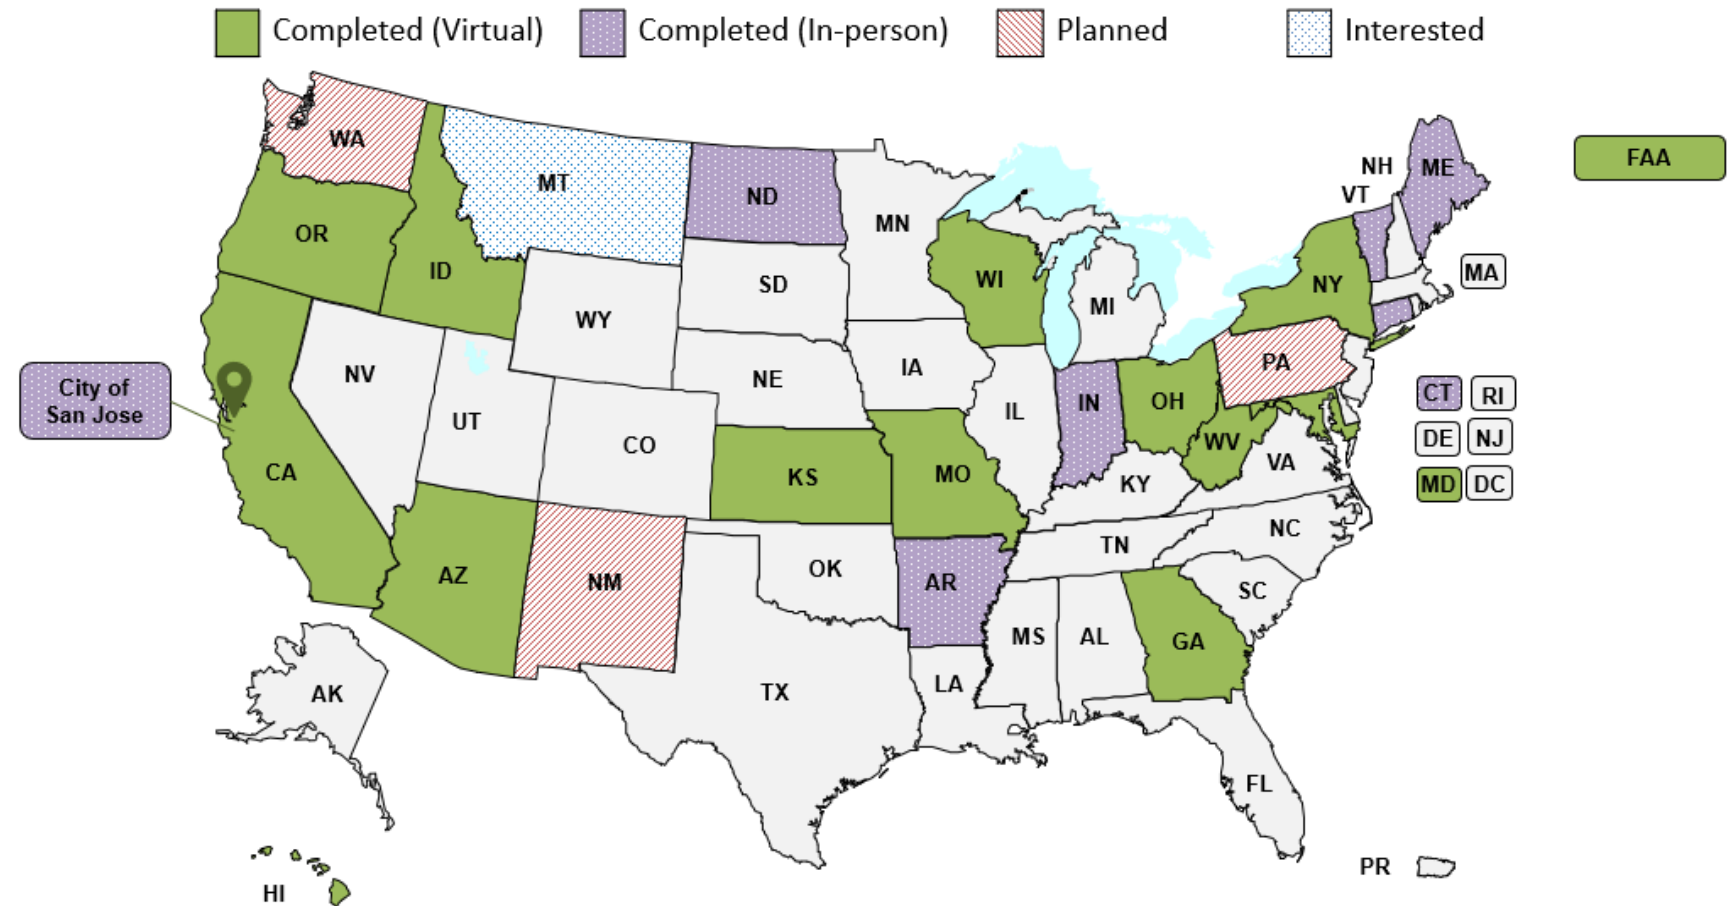 Completed (Virtual)
Completed (In-person)
Planned
Interested
WA
MT
ND
MN
NH
ME
FAA
VT
OR
ID
SD
WI
MI
NY
MA
WY
NV
NE
IA
PA
City of
San Jose
UT
CO
IL
IN
OH
CT
RI
CA
KS
MO
WV
VA
DE
NJ
KY
MD
DC
AZ
NM
OK
AR
TN
NC
SC
MS
AL
GA
AK
TX
LA
FL
HI
PR